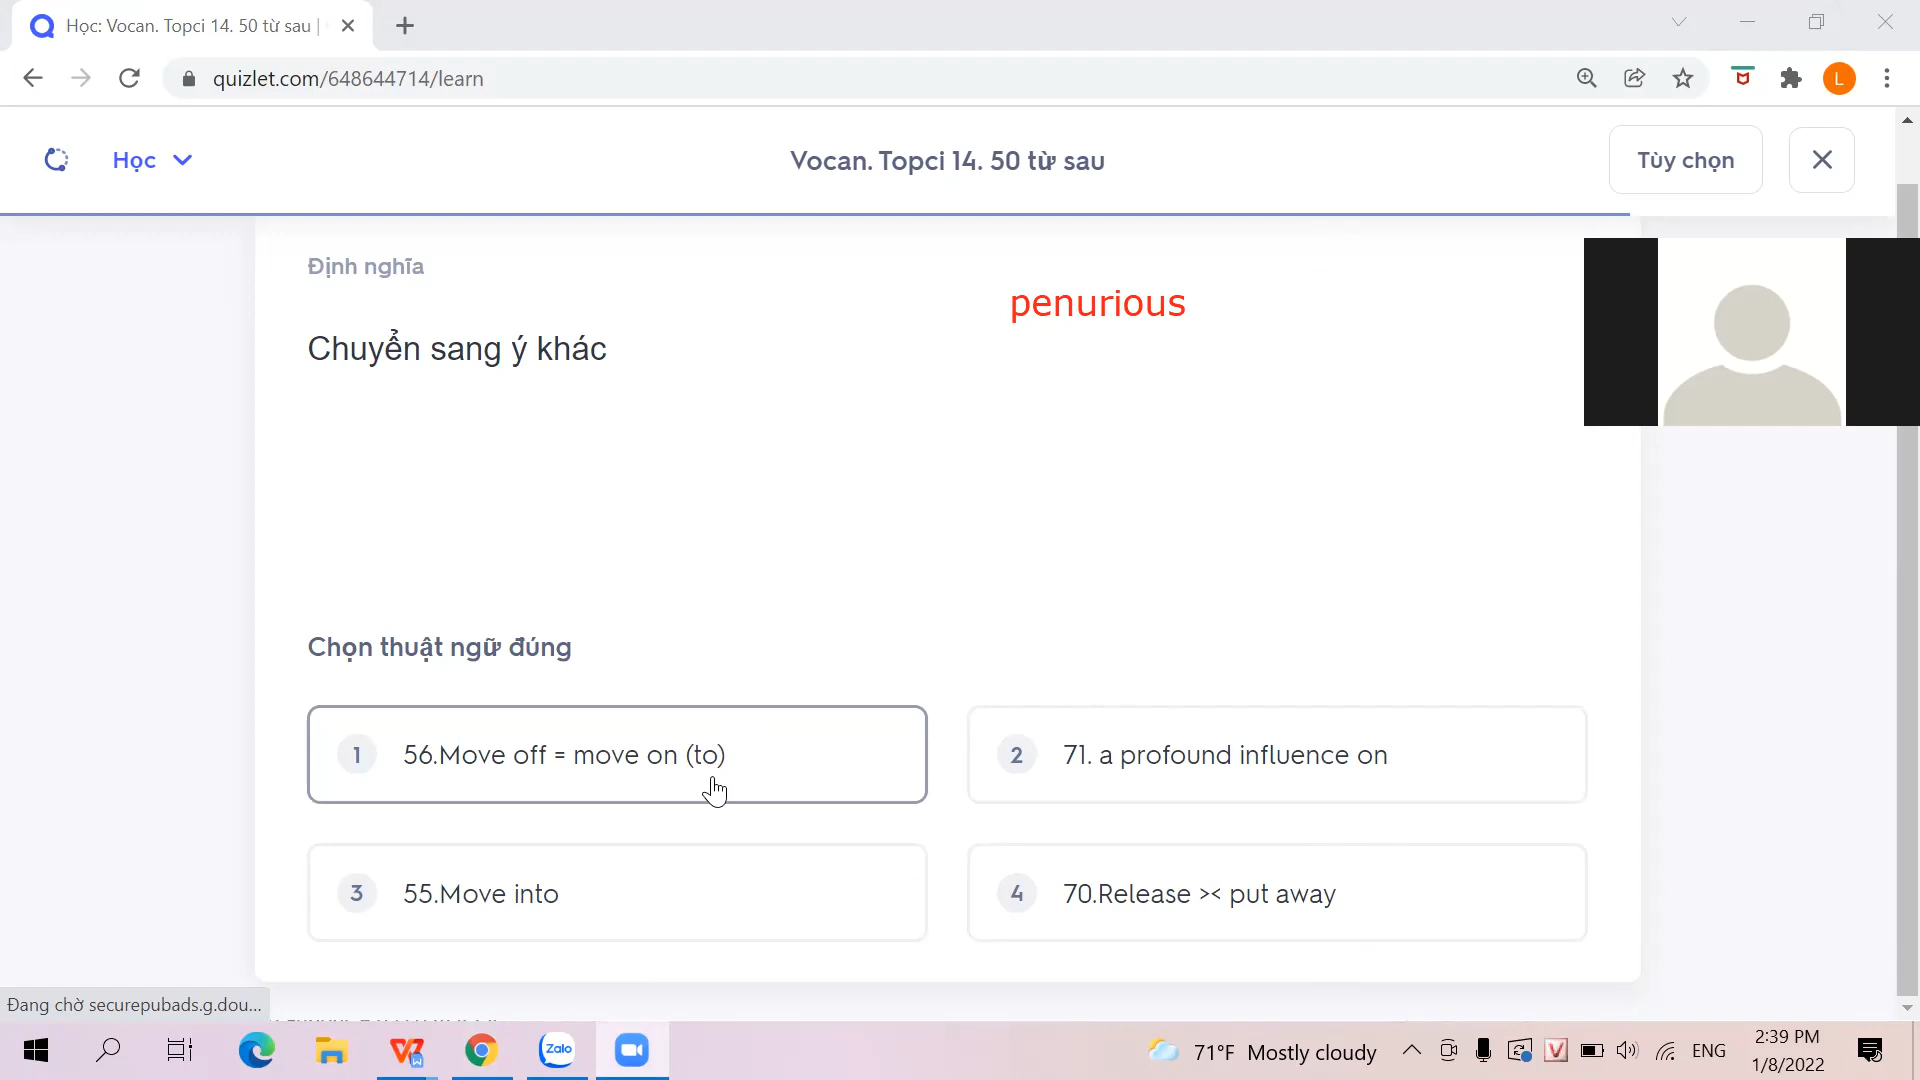 Học: Vocan. Topci 14. 50 từ sau |
quizlet.com/648644714/learn
L
Học
Vocan. Topci 14. 50 từ sau
Tùy chọn
Định nghĩa
penurious
Chuyển sang ý khác
Chọn thuật ngữ đúng
1 56.Move off = move on (to)
2 71. a profound influence on
3 55.Move into
4 70.Release >< put away
Đang chờ securepubads.g.dou...
Zalo
71°F Mostly cloudy
ENG
2:39 PM
1/8/2022